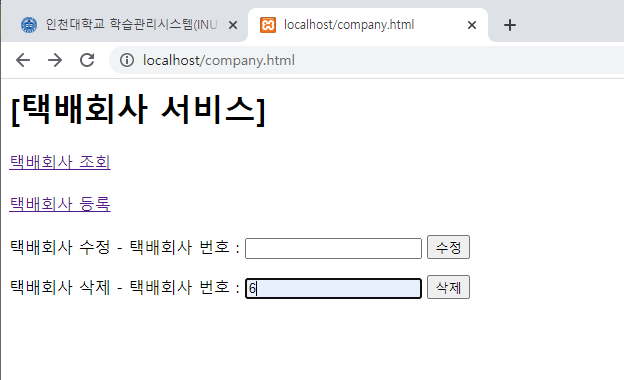 인천대학교 학습관리시스템(INU
localhost/company.html
localhost/company.html
[택배회사 서비스]
택배회사 조회
택배회사 등록
택배회사 수정 - 택배회사 번호 : 수정
택배회사 삭제 - 택배회사 번호 : 6 삭제